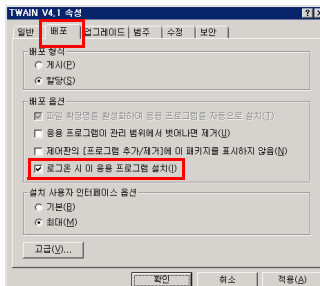 TWAIN V4,1 속성
일반 배포 업그레이드 범주 수정 보안
배포 형식
게시(P)
할당(S)
배포 옵션
파일 확장명을 활성화하여 응용 프로그램을 자동으로 설치(T)
응용 프로그램이 관리 범위에서 벗어나면 제거(U)
제어판의 [프로그램 추가/제거]에 이 패키지를 표시하지 않음(N)
로그온 시 이 응용 프로그램 설치(I)
설치 사용자 인터페이스 옵션
기본(B)
최대(M)
고급(V)...
확인 취소 적용(A)